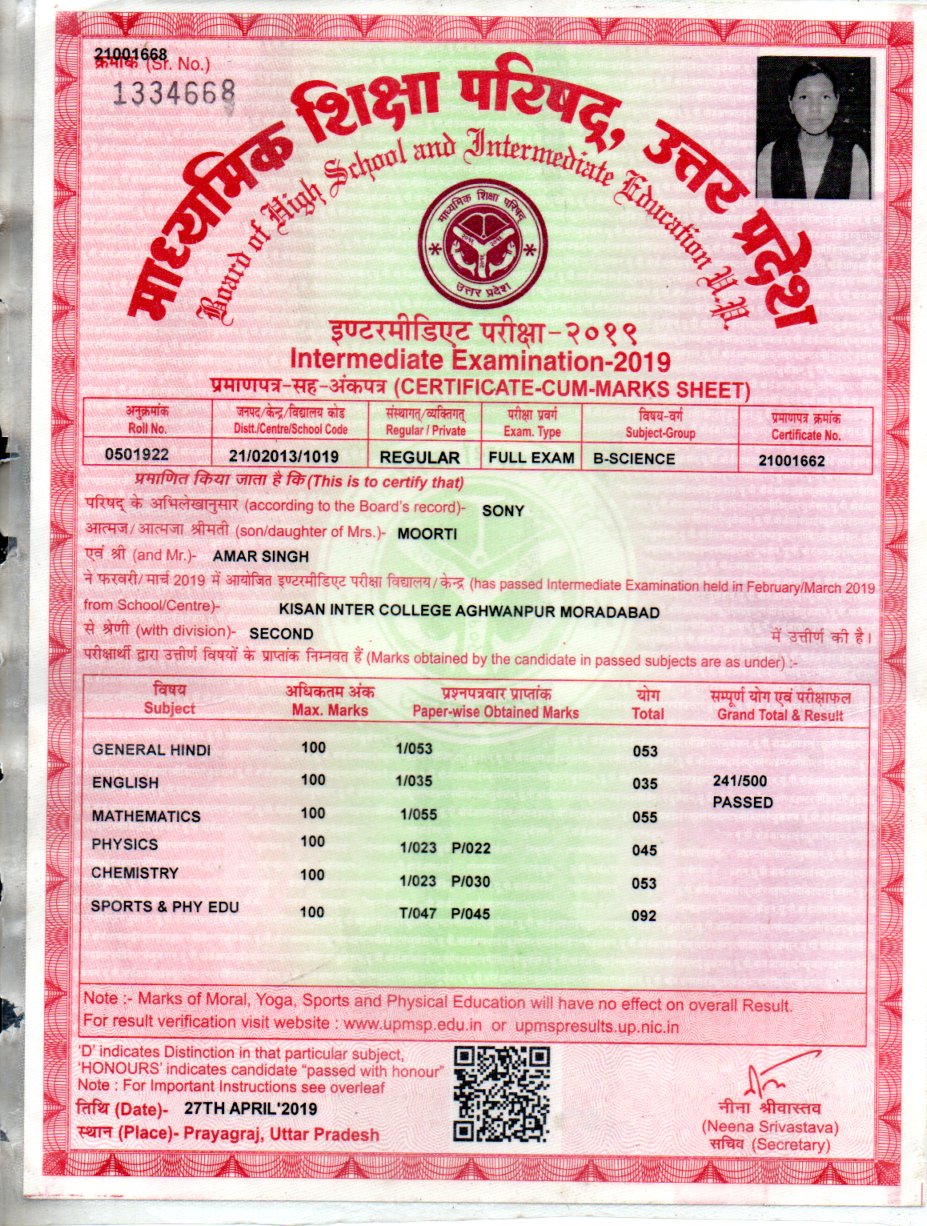 21001668
क्रमांक (Sr. No.)
1334668
माध्यमिक शिक्षा परिषद्, उत्तर प्रदेश
Board of High School and Intermediate Education U.P.
माध्यमिक शिक्षा परिषद्
उत्तर प्रदेश
इण्टरमीडिएट परीक्षा-२०१९
Intermediate Examination-2019
प्रमाणपत्र-सह-अंकपत्र (CERTIFICATE-CUM-MARKS SHEET)
अनुक्रमांक जनपद/केन्द्र/विद्यालय कोड संस्थागत्/व्यक्तिगत् परीक्षा प्रवर्ग विषय-वर्ग प्रमाणपत्र क्रमांक
Roll No. Distt./Centre/School Code Regular / Private Exam. Type Subject-Group Certificate No.
0501922 21/02013/1019 REGULAR FULL EXAM B-SCIENCE 21001662
प्रमाणित किया जाता है कि (This is to certify that)
परिषद् के अभिलेखानुसार (according to the Board's record)- SONY
आत्मज/आत्मजा श्रीमती (son/daughter of Mrs.)- MOORTI
एवं श्री (and Mr.)- AMAR SINGH
ने फरवरी/मार्च 2019 में आयोजित इण्टरमीडिएट परीक्षा विद्यालय/केन्द्र (has passed Intermediate Examination held in February/March 2019
from School/Centre)- KISAN INTER COLLEGE AGHWANPUR MORADABAD
से श्रेणी (with division)- SECOND में उत्तीर्ण की है।
परीक्षार्थी द्वारा उत्तीर्ण विषयों के प्राप्तांक निम्नवत हैं (Marks obtained by the candidate in passed subjects are as under) :-
विषय अधिकतम अंक प्रश्नपत्रवार प्राप्तांक योग सम्पूर्ण योग एवं परीक्षाफल
Subject Max. Marks Paper-wise Obtained Marks Total Grand Total & Result
GENERAL HINDI 100 1/053 053
ENGLISH 100 1/035 035 241/500
PASSED
MATHEMATICS 100 1/055 055
PHYSICS 100 1/023 P/022 045
CHEMISTRY 100 1/023 P/030 053
SPORTS & PHY EDU 100 T/047 P/045 092
Note :- Marks of Moral, Yoga, Sports and Physical Education will have no effect on overall Result.
For result verification visit website : www.upmsp.edu.in or upmspresults.up.nic.in
'D' indicates Distinction in that particular subject,
'HONOURS' indicates candidate "passed with honour"
Note : For Important Instructions see overleaf
तिथि (Date)- 27TH APRIL'2019
स्थान (Place)- Prayagraj, Uttar Pradesh
नीना श्रीवास्तव
(Neena Srivastava)
सचिव (Secretary)